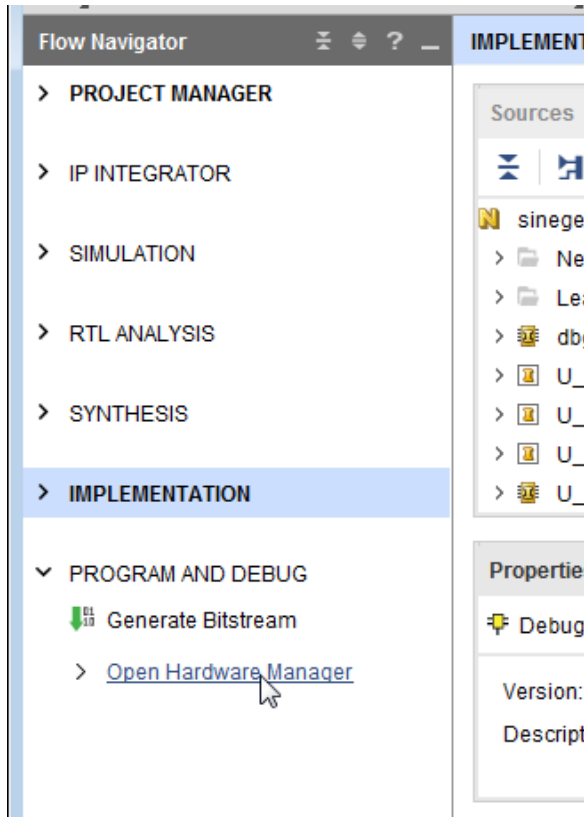 Flow Navigator
PROJECT MANAGER
IP INTEGRATOR
SIMULATION
RTL ANALYSIS
SYNTHESIS
IMPLEMENTATION
PROGRAM AND DEBUG
Generate Bitstream
Open Hardware Manager
IMPLEMENT
Sources
sinege
Ne
Lea
dbg
U_
U_
U_
U_
Propertie
Debug
Version:
Descript